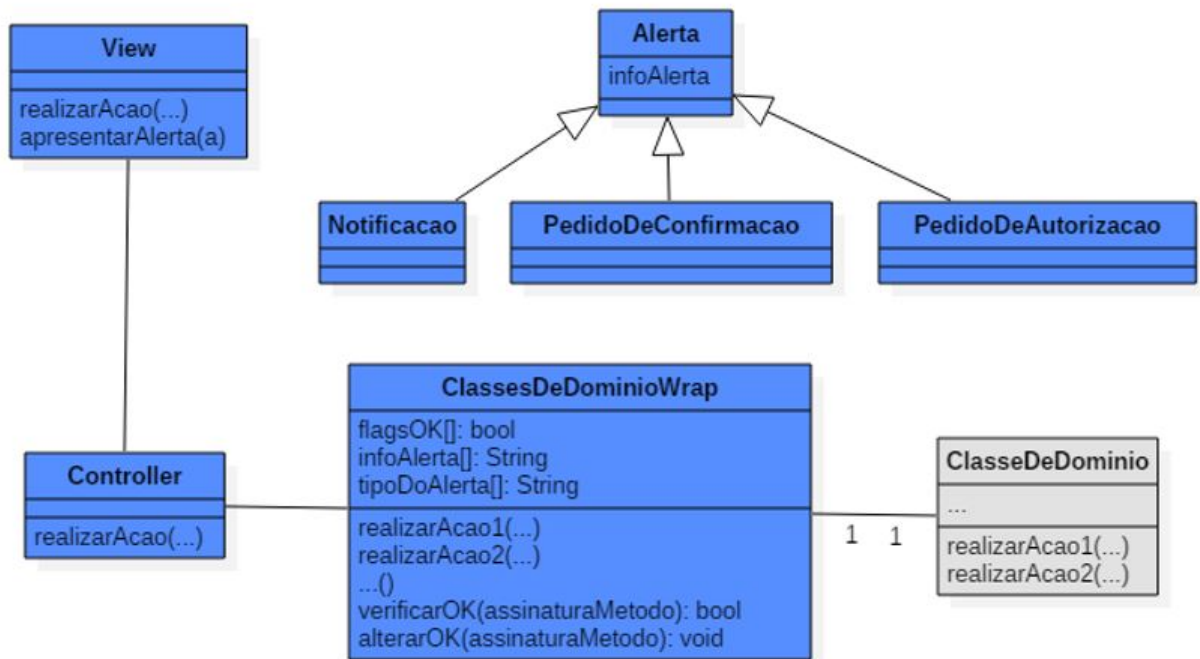 View
realizarAcao(...)
apresentarAlerta(a)
Alerta
infoAlerta
Notificacao
PedidoDeConfirmacao
PedidoDeAutorizacao
Controller
realizarAcao(...)
ClassesDeDominioWrap
flagsOK[]: bool
infoAlerta[]: String
tipoDoAlerta[]: String
realizarAcao1(...)
realizarAcao2(...)
...()
verificarOK(assinaturaMetodo): bool
alterarOK(assinaturaMetodo): void
1 1
ClasseDeDominio
...
realizarAcao1(...)
realizarAcao2(...)